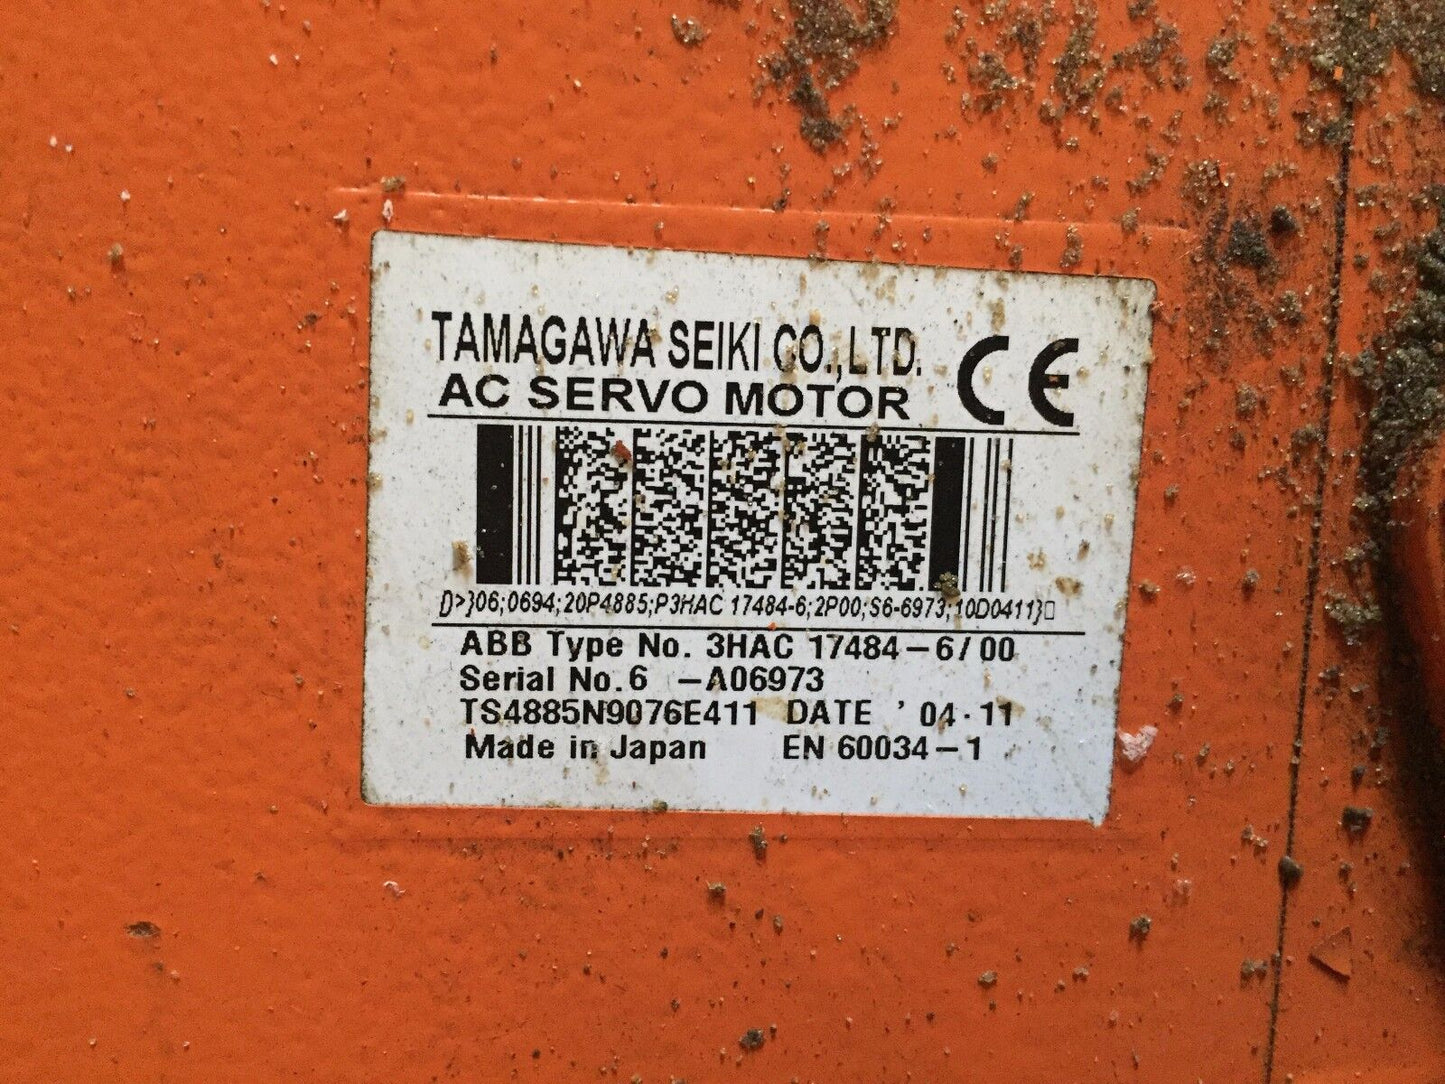 TAMAGAWA SEIKI CO.,LTD.
AC SERVO MOTOR
CE
D>}06;0694;20P4885;P3HAC 17484-6;2P00;S6-6973;10D0411}□
ABB Type No. 3HAC 17484-6/00
Serial No.6 -A06973
TS4885N9076E411 DATE '04·11
Made in Japan EN 60034-1